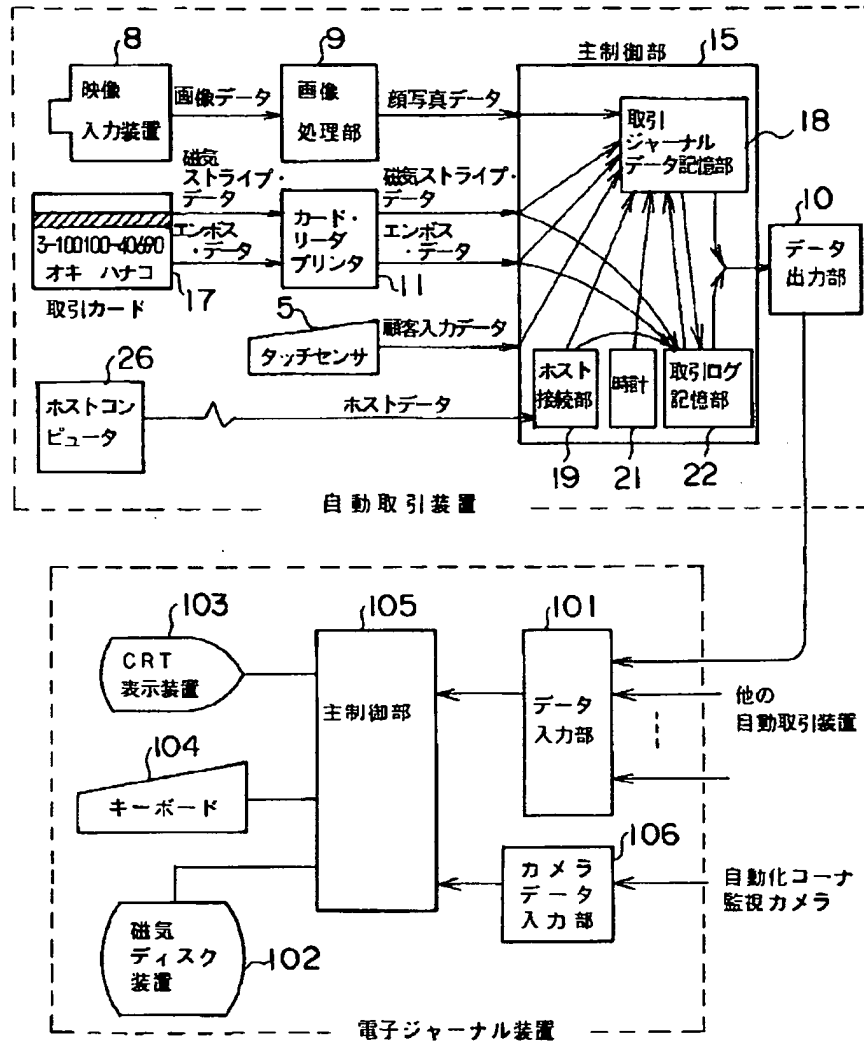 8
映像
入力装置
画像データ
9
画像
処理部
顔写真データ
主制御部
15
取引
ジャーナル
データ記憶部
18
磁気
ストライプ・
データ
エンボス
・データ
3-100100-40690
オキ ハナコ
17
取引カード
カード・
リーダ
プリンタ
11
磁気
ストライプ・
データ
エンボス
・データ
10
データ
出力部
5
タッチセンサ
顧客入力データ
26
ホストコン
ピュータ
ホストデータ
ホスト
接続部
19
時計
21
取引ログ
記憶部
22
自動取引装置
103
CRT
表示装置
104
キーボード
磁気
ディスク
装置
102
105
主制御部
101
データ
入力部
他の
自動取引装置
106
カメラ
データ
入力部
自動化コーナ
監視カメラ
電子ジャーナル装置